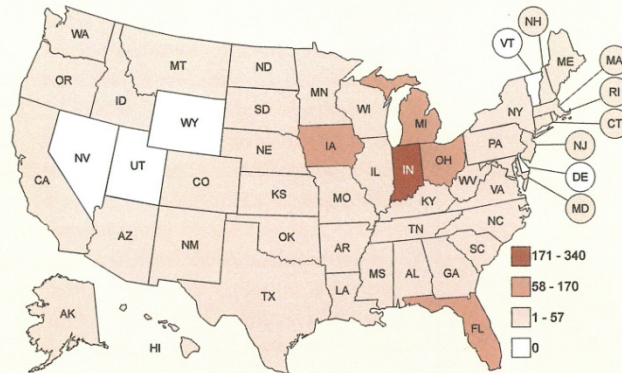 NH
WA
VT
ME
MT
ND
MA
OR
MN
ID
SD
WI
NY
RI
WY
MI
CT
IA
PA
NE
NJ
NV
OH
IL
IN
UT
DE
CA
CO
WV
KS
MO
VA
KY
MD
NC
TN
OK
AZ
NM
AR
SC
171 - 340
MS
AL
GA
58 - 170
TX
LA
AK
1 - 57
FL
HI
0